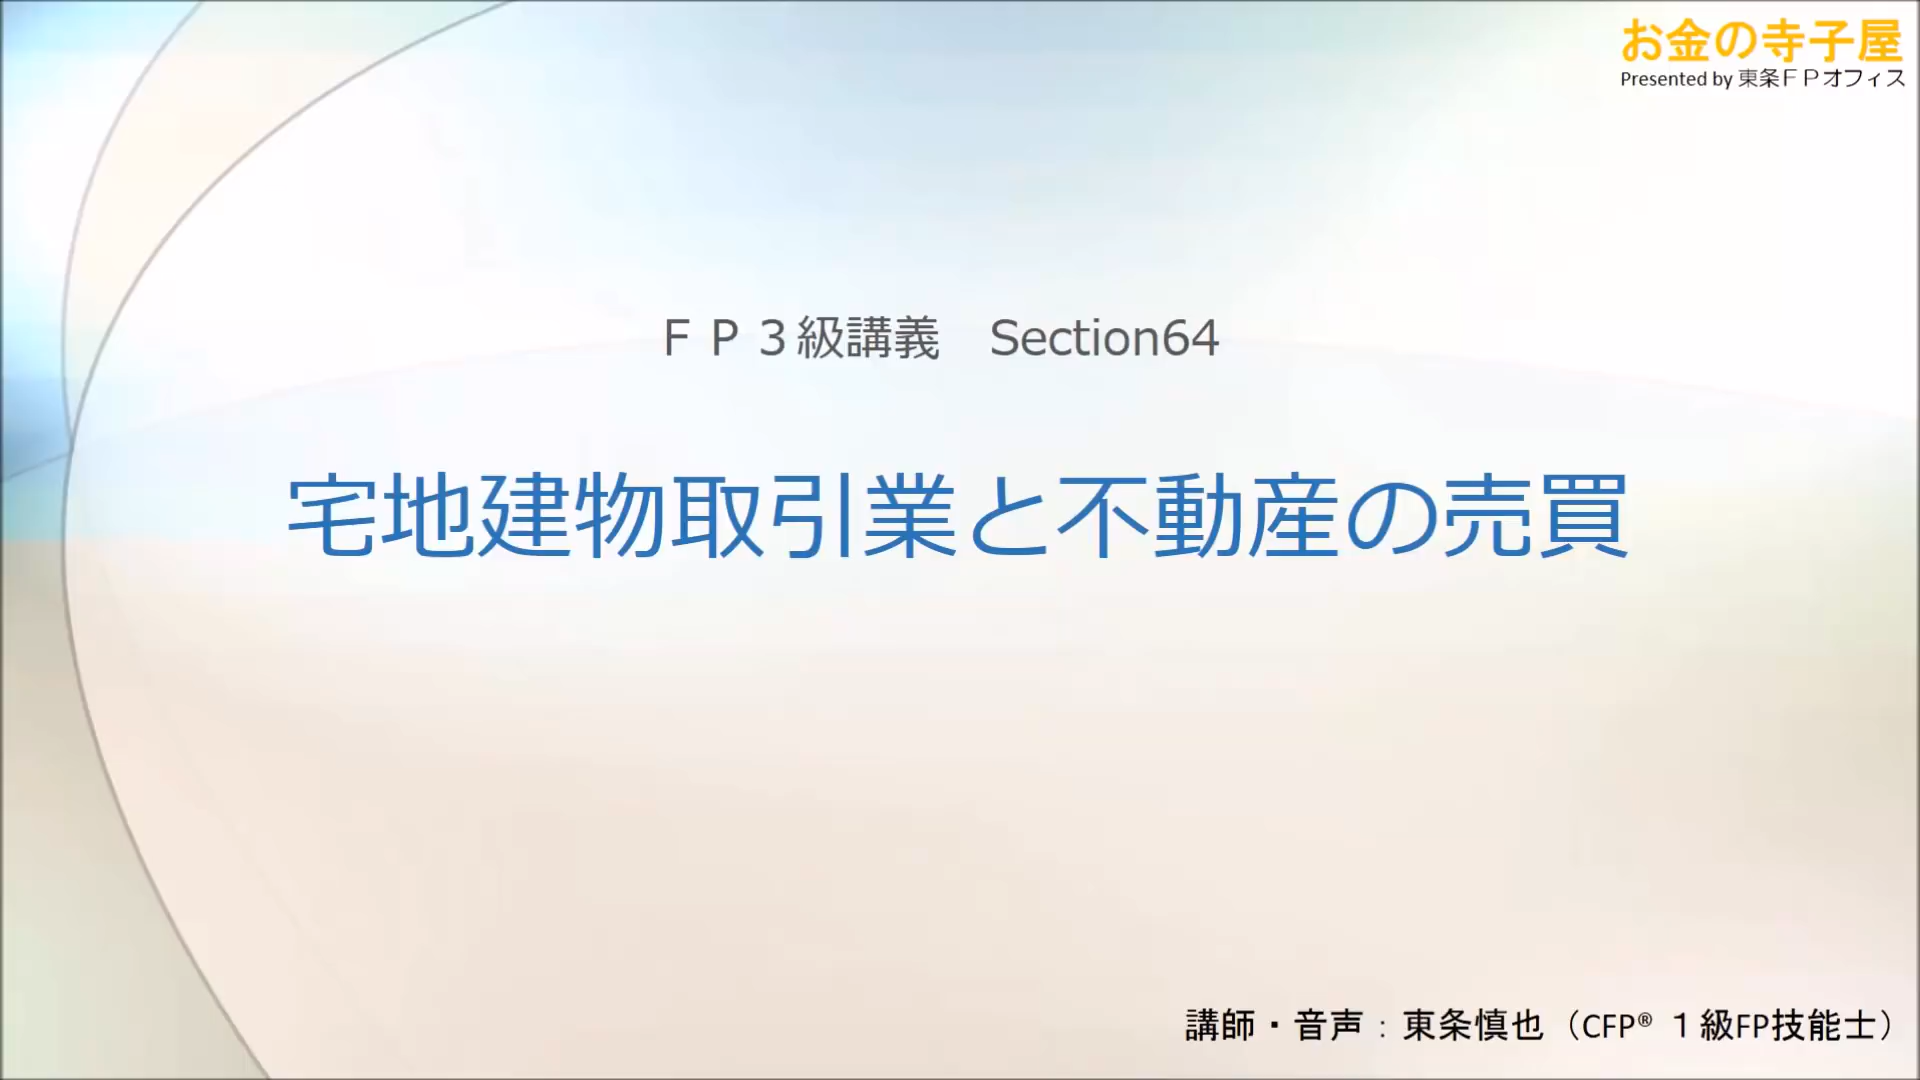 お金の寺子屋
Presented by 東条ＦＰオフィス
ＦＰ３級講義　Section64
宅地建物取引業と不動産の売買
講師・音声：東条慎也（CFP® １級FP技能士）